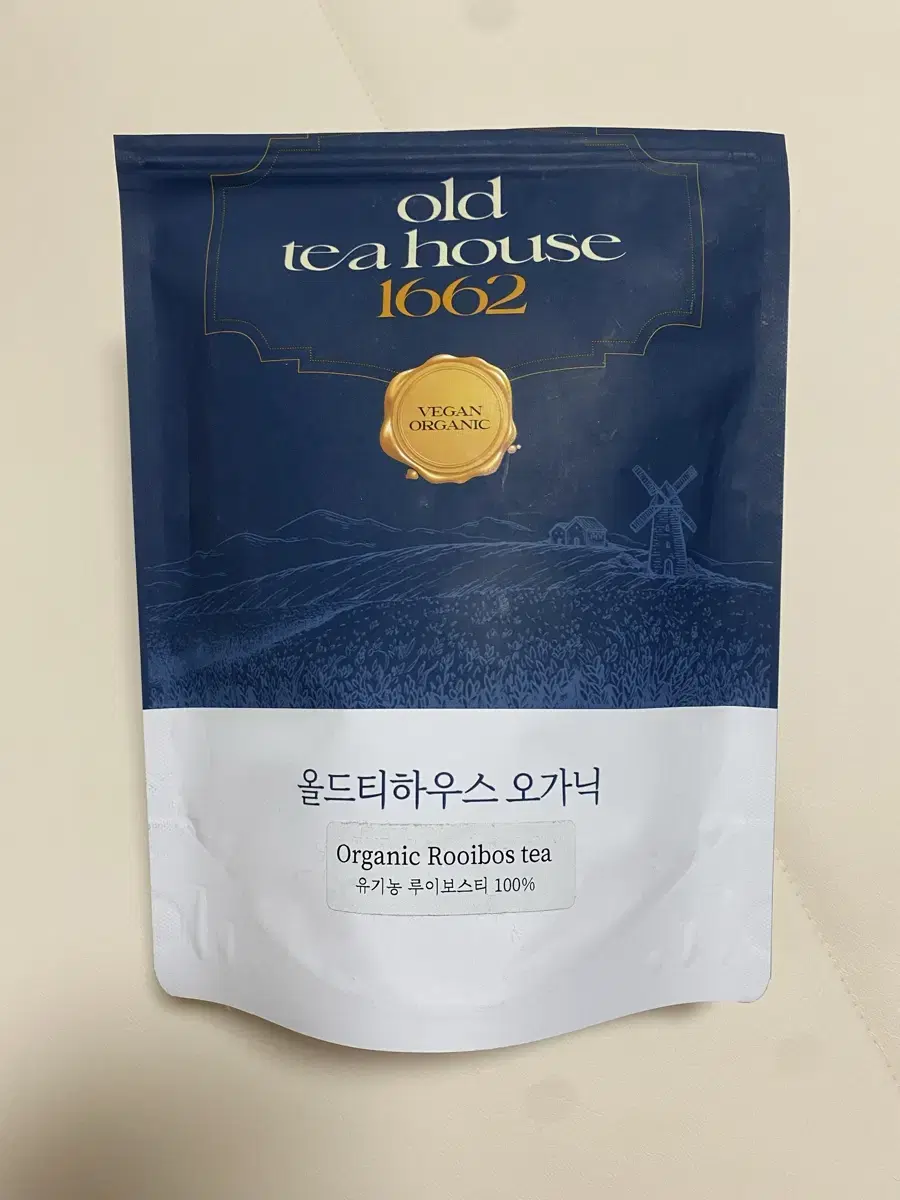 old
tea house
1662
VEGAN
ORGANIC
올드티하우스 오가닉
Organic Rooibos tea
유기농 루이보스티 100%